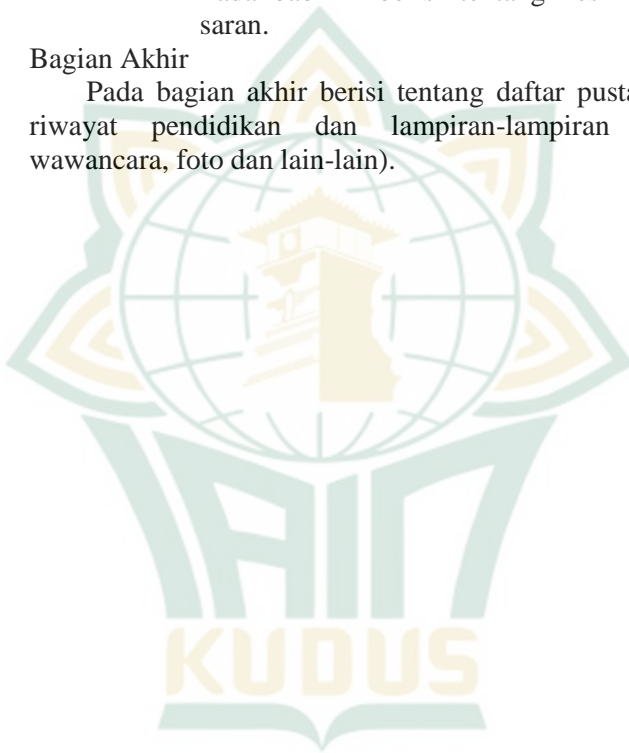 saran.
Bagian Akhir
Pada bagian akhir berisi tentang daftar
riwayat pendidikan dan lampiran-lampiran
wawancara, foto dan lain-lain).
IAIN
KUDUS